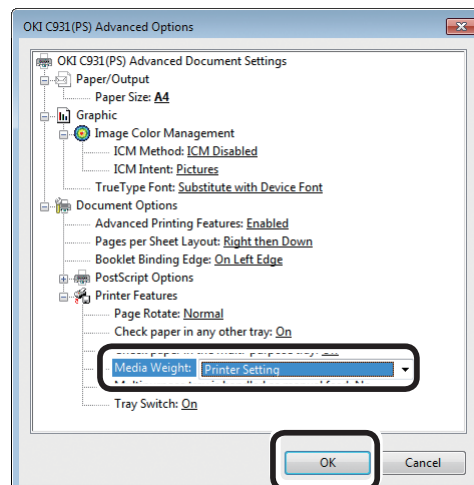 OKI C931(PS) Advanced Options
OKI C931(PS) Advanced Document Settings
Paper/Output
Paper Size: A4
Graphic
Image Color Management
ICM Method: ICM Disabled
ICM Intent: Pictures
TrueType Font: Substitute with Device Font
Document Options
Advanced Printing Features: Enabled
Pages per Sheet Layout: Right then Down
Booklet Binding Edge: On Left Edge
PostScript Options
Printer Features
Page Rotate: Normal
Check paper in any other tray: On
Media Weight: Printer Setting
Tray Switch: On
OK Cancel